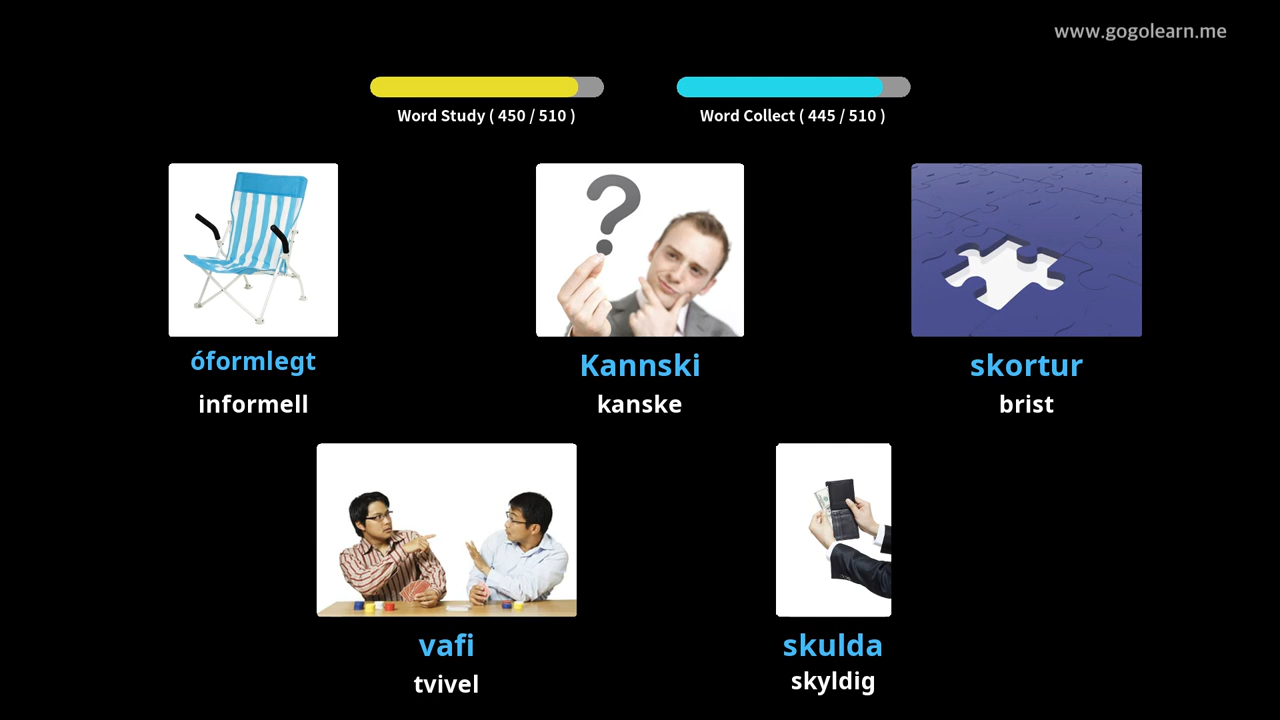 www.gogolearn.me
Word Study ( 450 / 510 )
Word Collect ( 445 / 510 )
óformlegt
informell
Kannski
kanske
skortur
brist
vafi
tvivel
skulda
skyldig